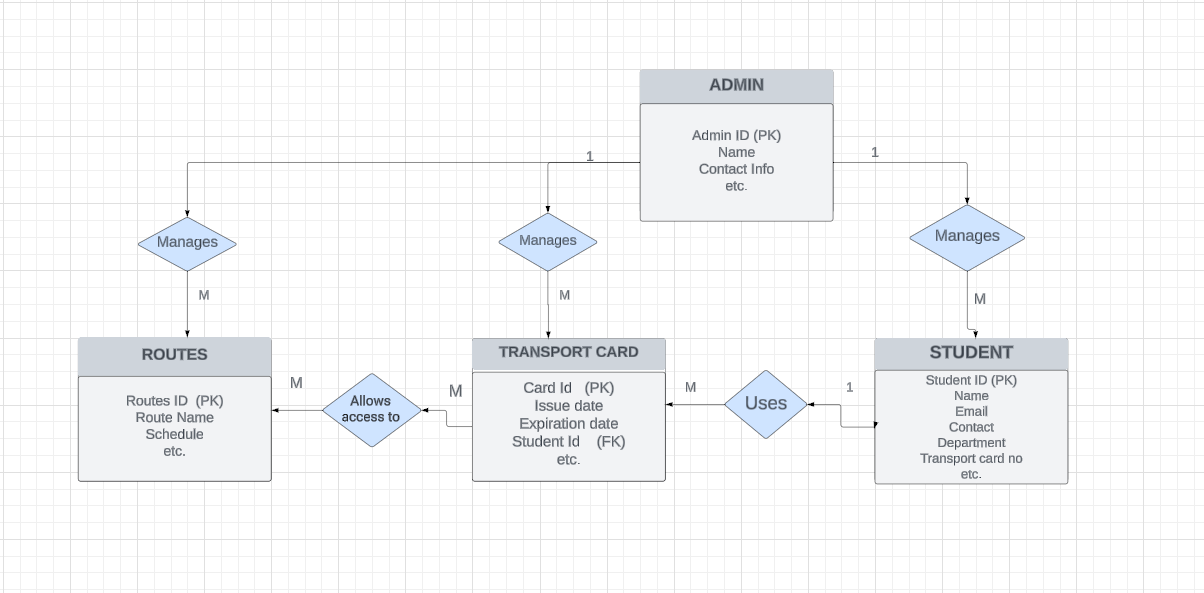 ADMIN
Admin ID (PK)
Name
Contact Info
etc.
1
1
Manages
Manages
Manages
M
M
M
ROUTES
Routes ID (PK)
Route Name
Schedule
etc.
M
Allows
access to
M
TRANSPORT CARD
Card Id (PK)
Issue date
Expiration date
Student Id (FK)
etc.
M
Uses
1
STUDENT
Student ID (PK)
Name
Email
Contact
Department
Transport card no
etc.